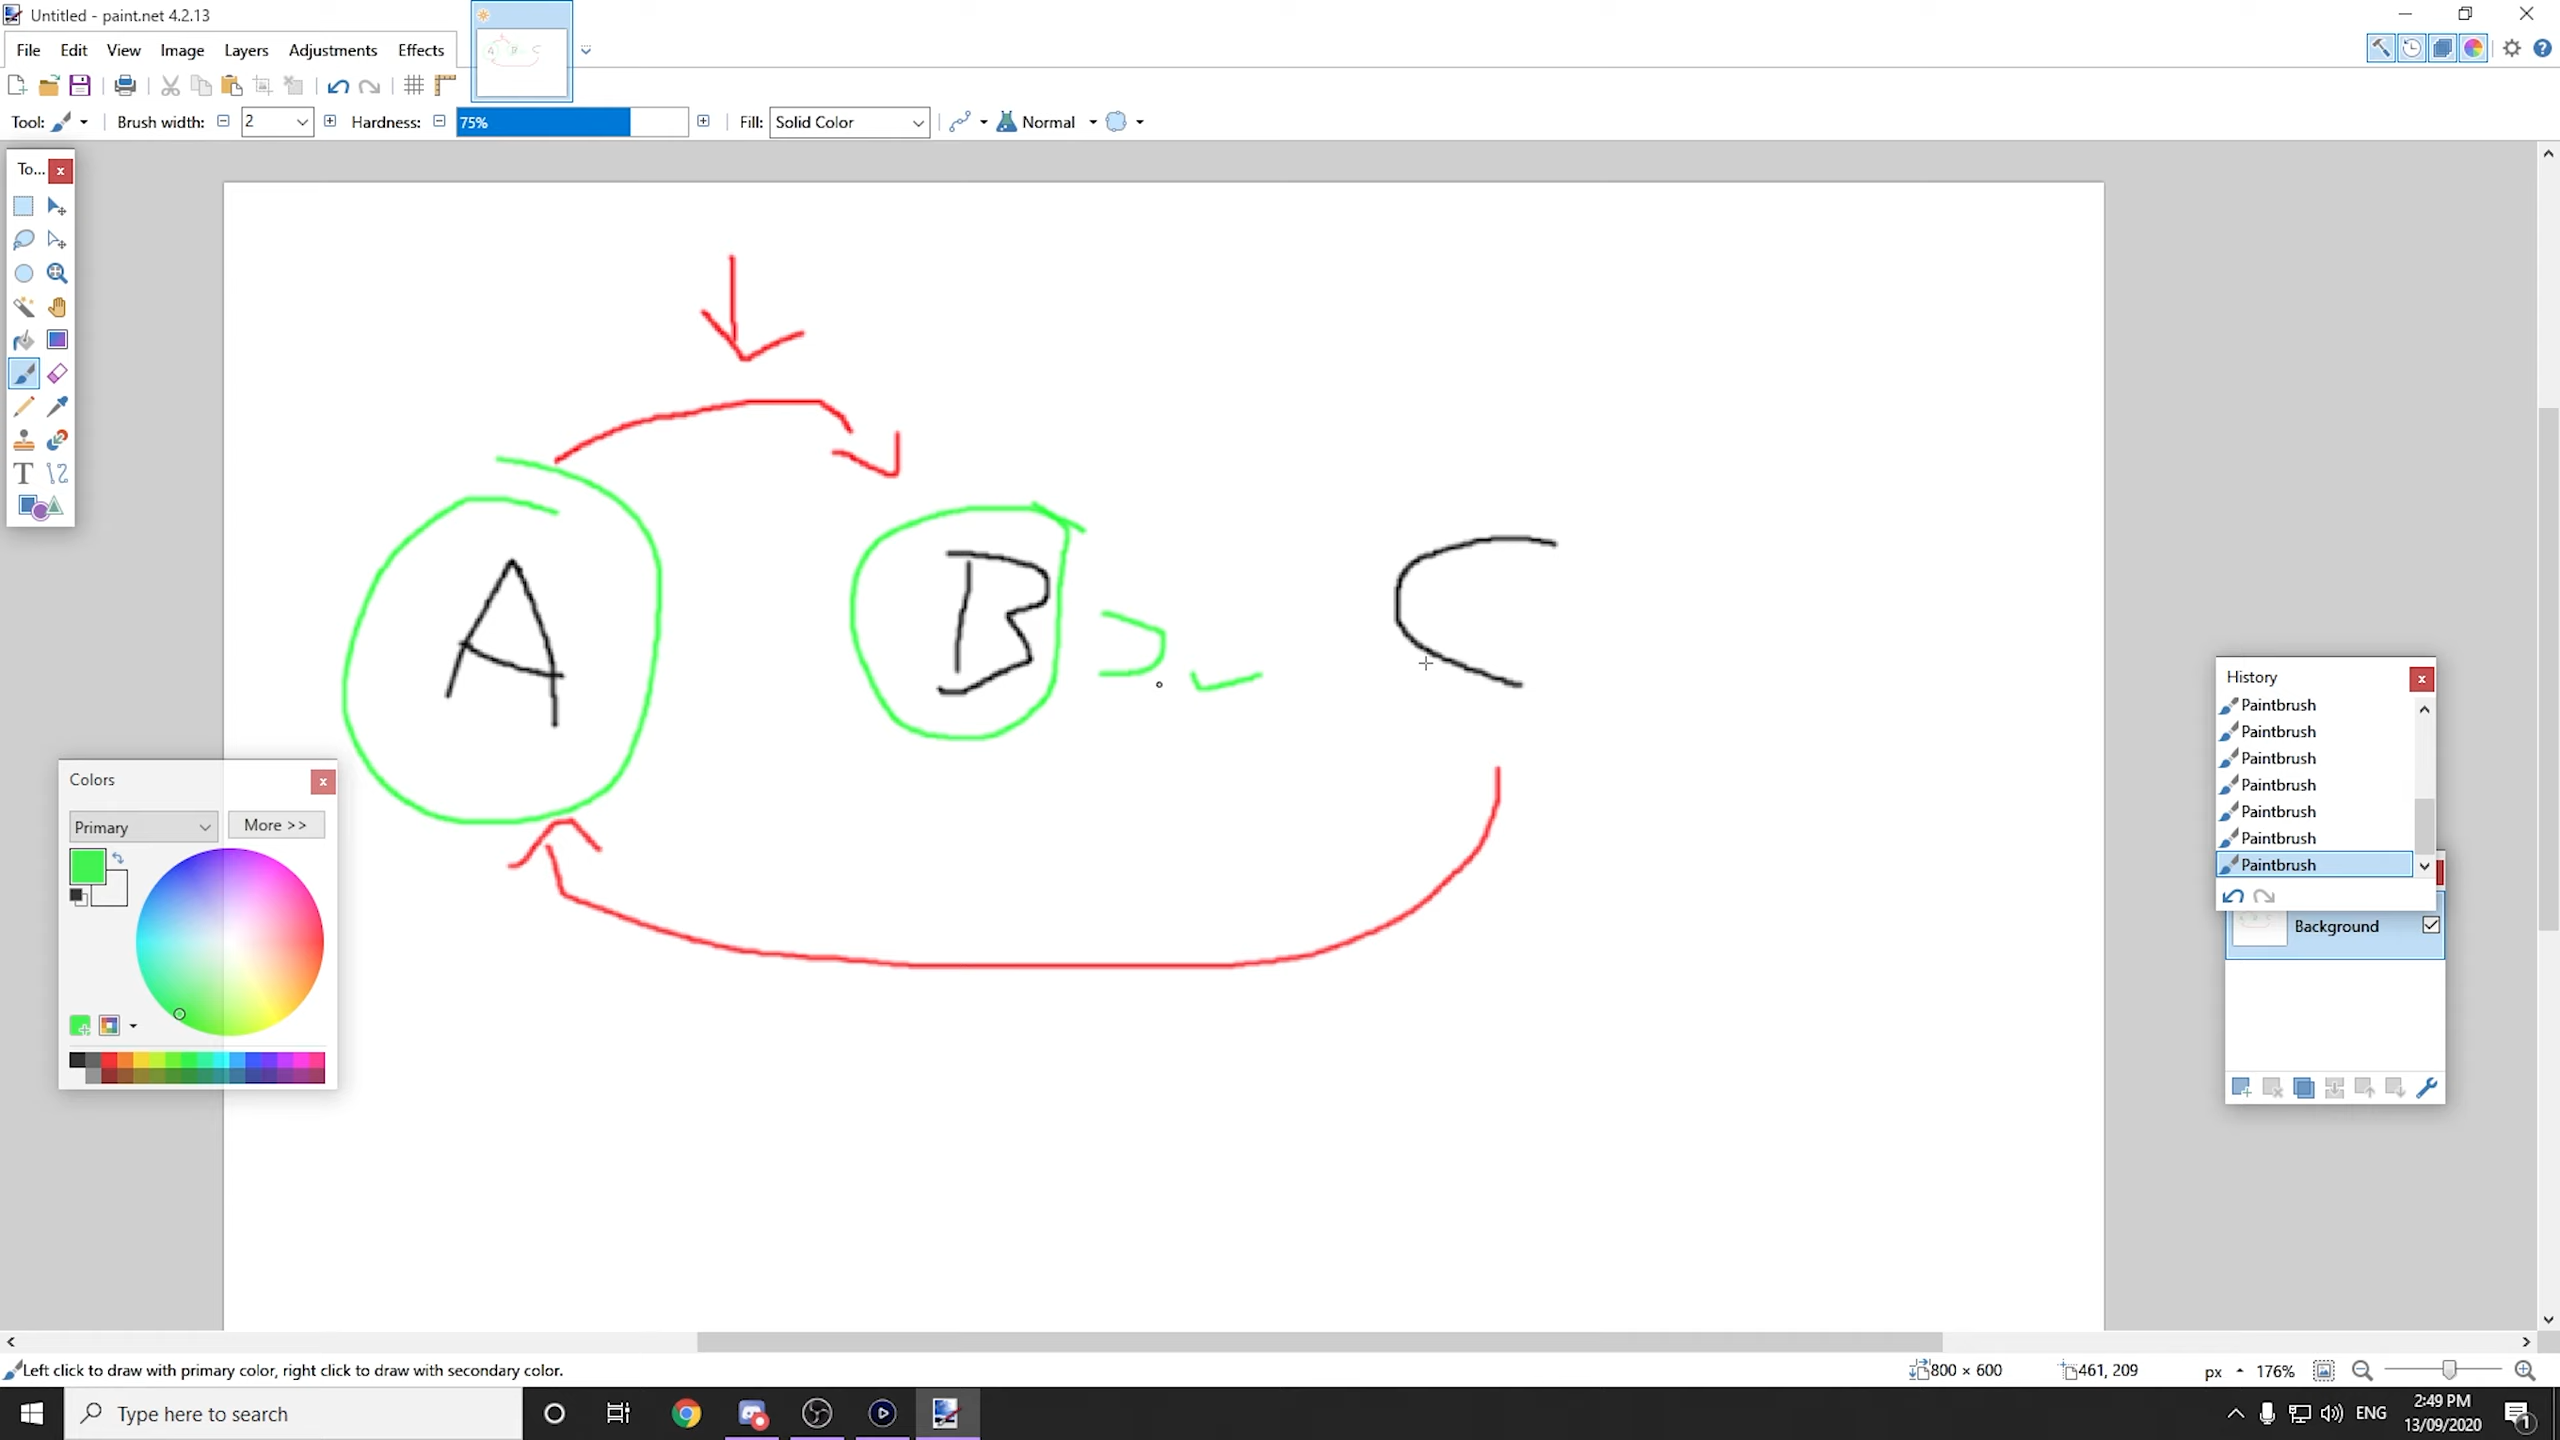 Untitled - paint.net 4.2.13
File Edit View Image Layers Adjustments Effects
Tool: Brush width: 2 Hardness: 75% Fill: Solid Color Normal
To...
A B C
Colors
Primary More >>
History
Paintbrush
Paintbrush
Paintbrush
Paintbrush
Paintbrush
Paintbrush
Paintbrush
Background
Left click to draw with primary color, right click to draw with secondary color. 800 × 600 461, 209 px 176%
Type here to search ENG 2:49 PM
13/09/2020
1